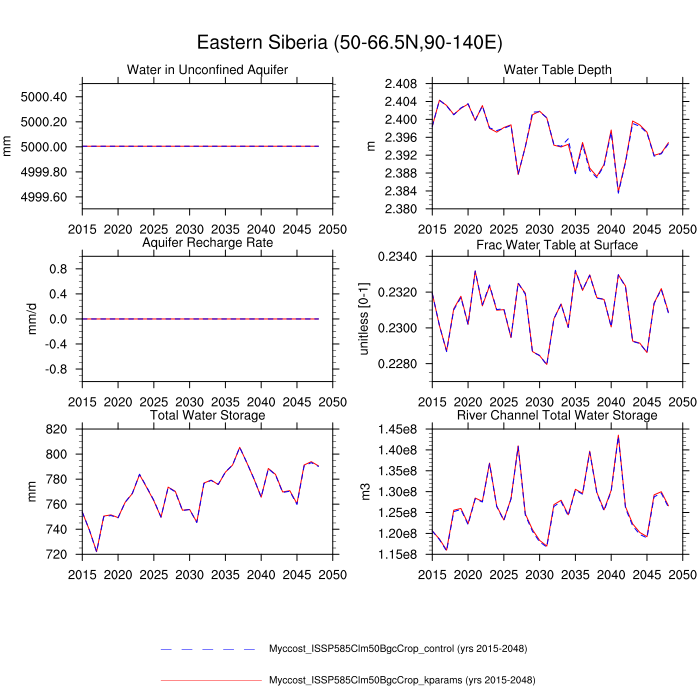 Eastern Siberia (50-66.5N,90-140E)
Water in Unconfined Aquifer
5000.40
5000.20
5000.00
4999.80
4999.60
mm
2015 2020 2025 2030 2035 2040 2045 2050
Water Table Depth
2.408
2.404
2.400
2.396
2.392
2.388
2.384
2.380
m
2015 2020 2025 2030 2035 2040 2045 2050
Aquifer Recharge Rate
0.8
0.4
0.0
-0.4
-0.8
mm/d
2015 2020 2025 2030 2035 2040 2045 2050
Frac Water Table at Surface
0.2340
0.2320
0.2300
0.2280
unitless [0-1]
2015 2020 2025 2030 2035 2040 2045 2050
Total Water Storage
820
800
780
760
740
720
mm
2015 2020 2025 2030 2035 2040 2045 2050
River Channel Total Water Storage
1.45e8
1.40e8
1.35e8
1.30e8
1.25e8
1.20e8
1.15e8
m3
2015 2020 2025 2030 2035 2040 2045 2050
Myccost_ISSP585Clm50BgcCrop_control (yrs 2015-2048)
Myccost_ISSP585Clm50BgcCrop_kparams (yrs 2015-2048)